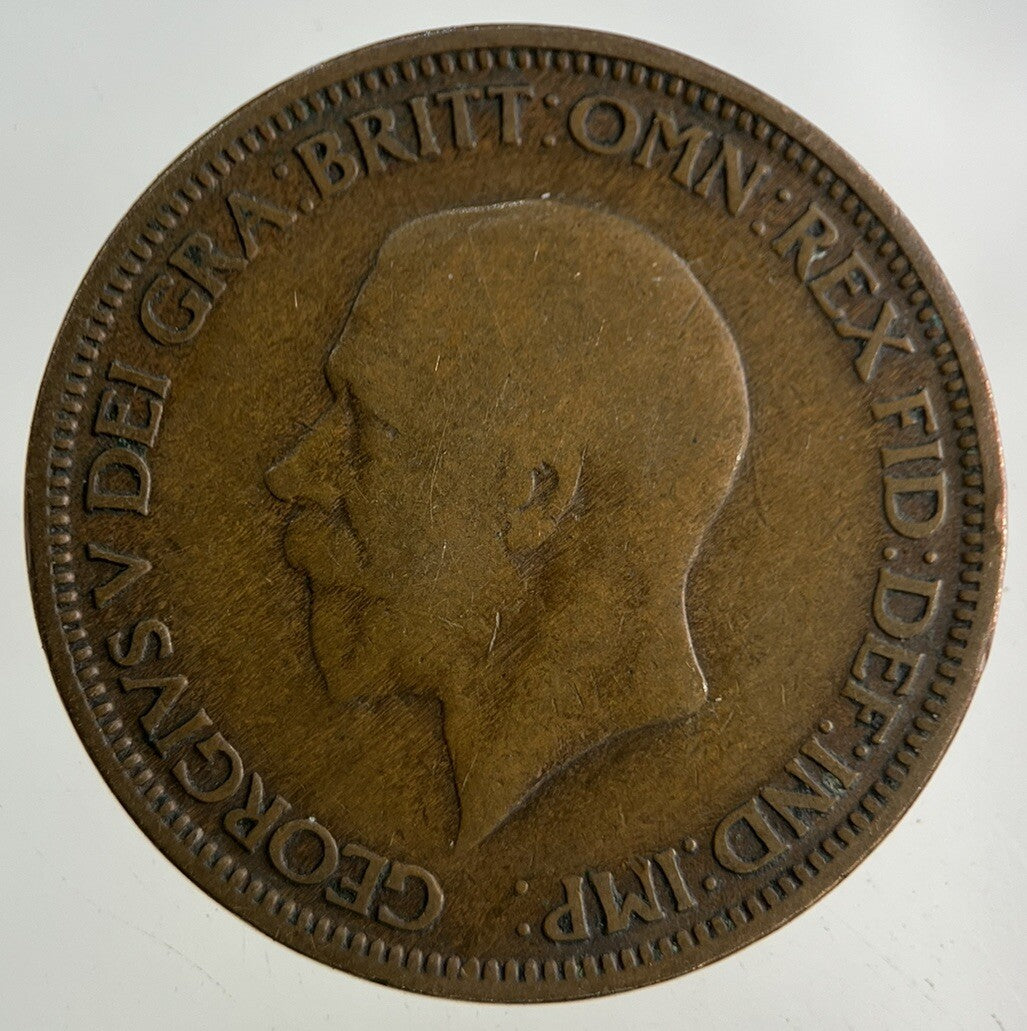 GEORGIVS V DEI GRA: BRITT: OMN: REX FID: DEF: IND: IMP: